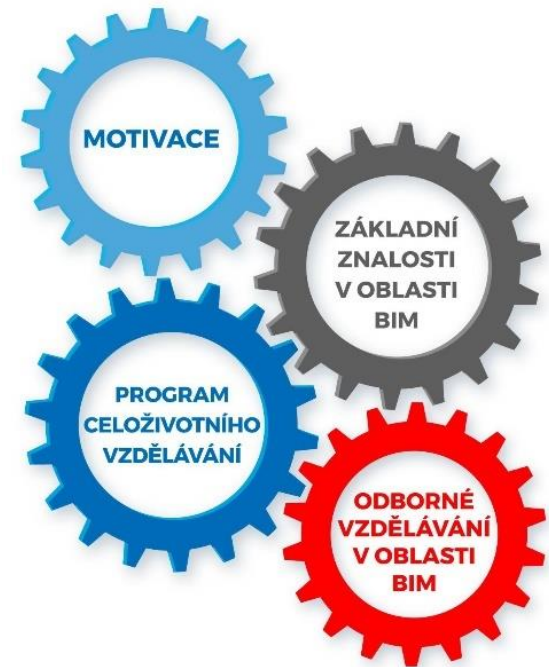 MOTIVACE
ZÁKLADNÍ
ZNALOSTI
V OBLASTI
BIM
PROGRAM
CELOŽIVOTNÍHO
VZDĚLÁVÁNÍ
ODBORNÉ
VZDĚLÁVÁNÍ
V OBLASTI
BIM